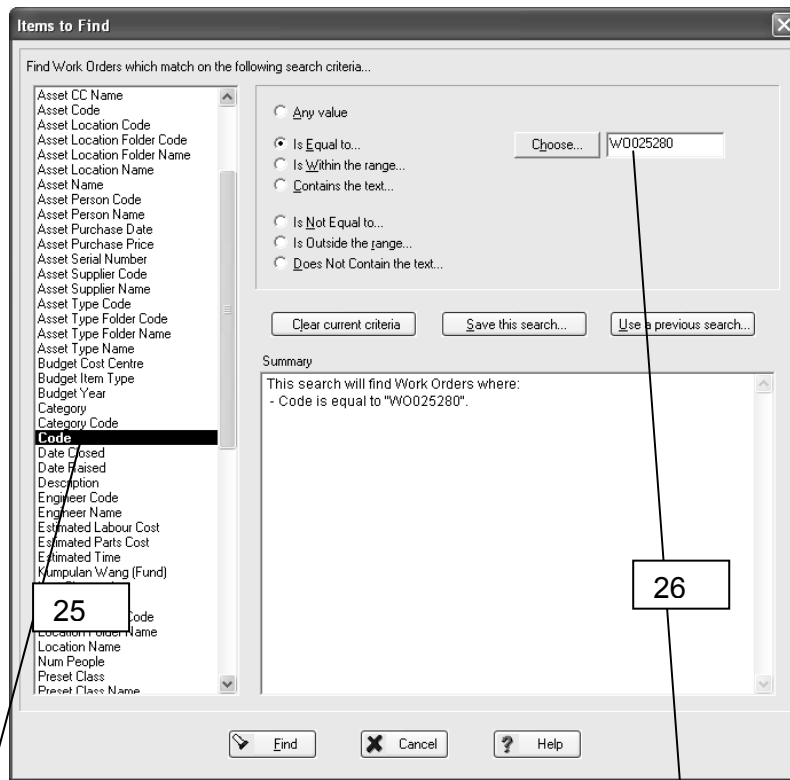 Items to Find
Find Work Orders which match on the following search criteria...
Asset CC Name
Asset Code
Asset Location Code
Asset Location Folder Code
Asset Location Folder Name
Asset Location Name
Asset Name
Asset Person Code
Asset Person Name
Asset Purchase Date
Asset Purchase Price
Asset Serial Number
Asset Supplier Code
Asset Supplier Name
Asset Type Code
Asset Type Folder Code
Asset Type Folder Name
Asset Type Name
Budget Cost Centre
Budget Item Type
Budget Year
Category
Category Code
Code
Date Closed
Date Raised
Description
Engineer Code
Engineer Name
Estimated Labour Cost
Estimated Parts Cost
Estimated Time
Kumpulan Wang (Fund)
25
Code
Location Folder Name
Location Name
Num People
Preset Class
Preset Class Name
Any value
Is Equal to...
Choose...
WO025280
Is Within the range...
Contains the text...
Is Not Equal to...
Is Outside the range...
Does Not Contain the text...
Clear current criteria
Save this search...
Use a previous search...
Summary
This search will find Work Orders where:
- Code is equal to "WO025280".
26
Find
Cancel
Help